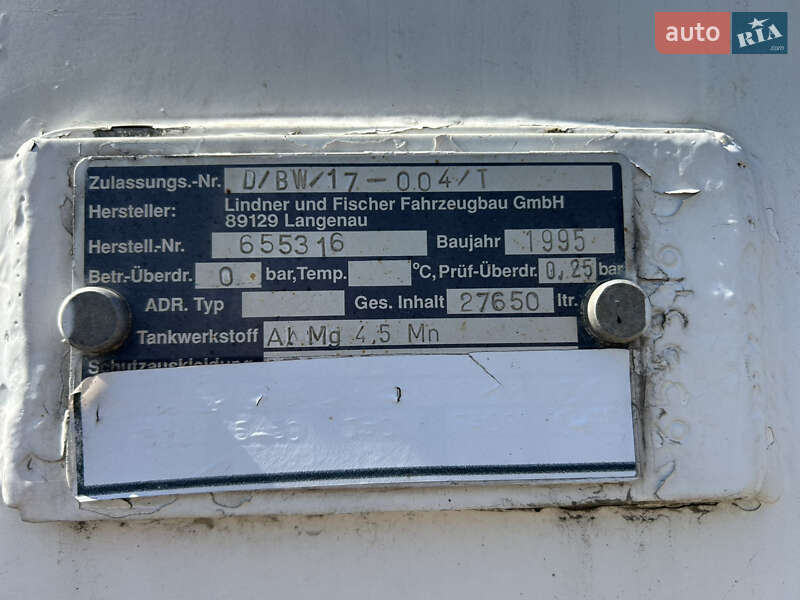 auto RIA .com
Zulassungs.-Nr. D/BW/17-004/T
Hersteller: Lindner und Fischer Fahrzeugbau GmbH
89129 Langenau
Herstell.-Nr. 655316 Baujahr 1995
Betr.-Überdr. 0 bar, Temp. °C, Prüf-Überdr. 0,25 bar
ADR. Typ Ges. Inhalt 27650 ltr.
Tankwerkstoff Al Mg 4,5 Mn
Schutzauskleidung